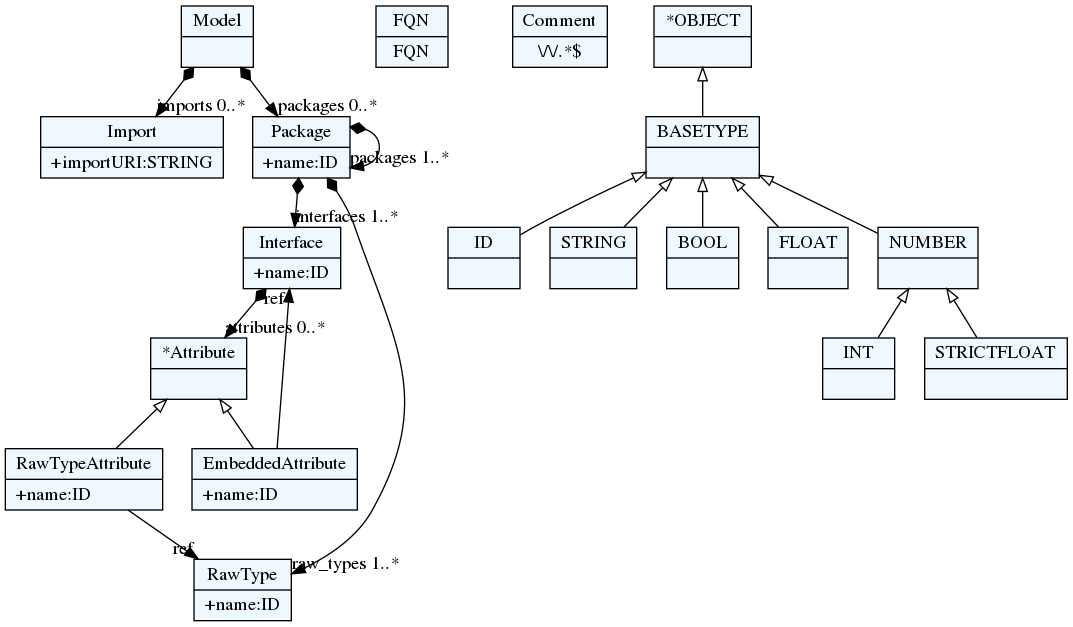 Model
FQN
FQN
Comment
\/\/.*$
*OBJECT
imports 0..*
packages 0..*
Import
+importURI:STRING
Package
+name:ID
packages 1..*
BASETYPE
interfaces 1..*
Interface
+name:ID
ID
STRING
BOOL
FLOAT
NUMBER
ref
attributes 0..*
*Attribute
INT
STRICTFLOAT
RawTypeAttribute
+name:ID
EmbeddedAttribute
+name:ID
ref
raw_types 1..*
RawType
+name:ID